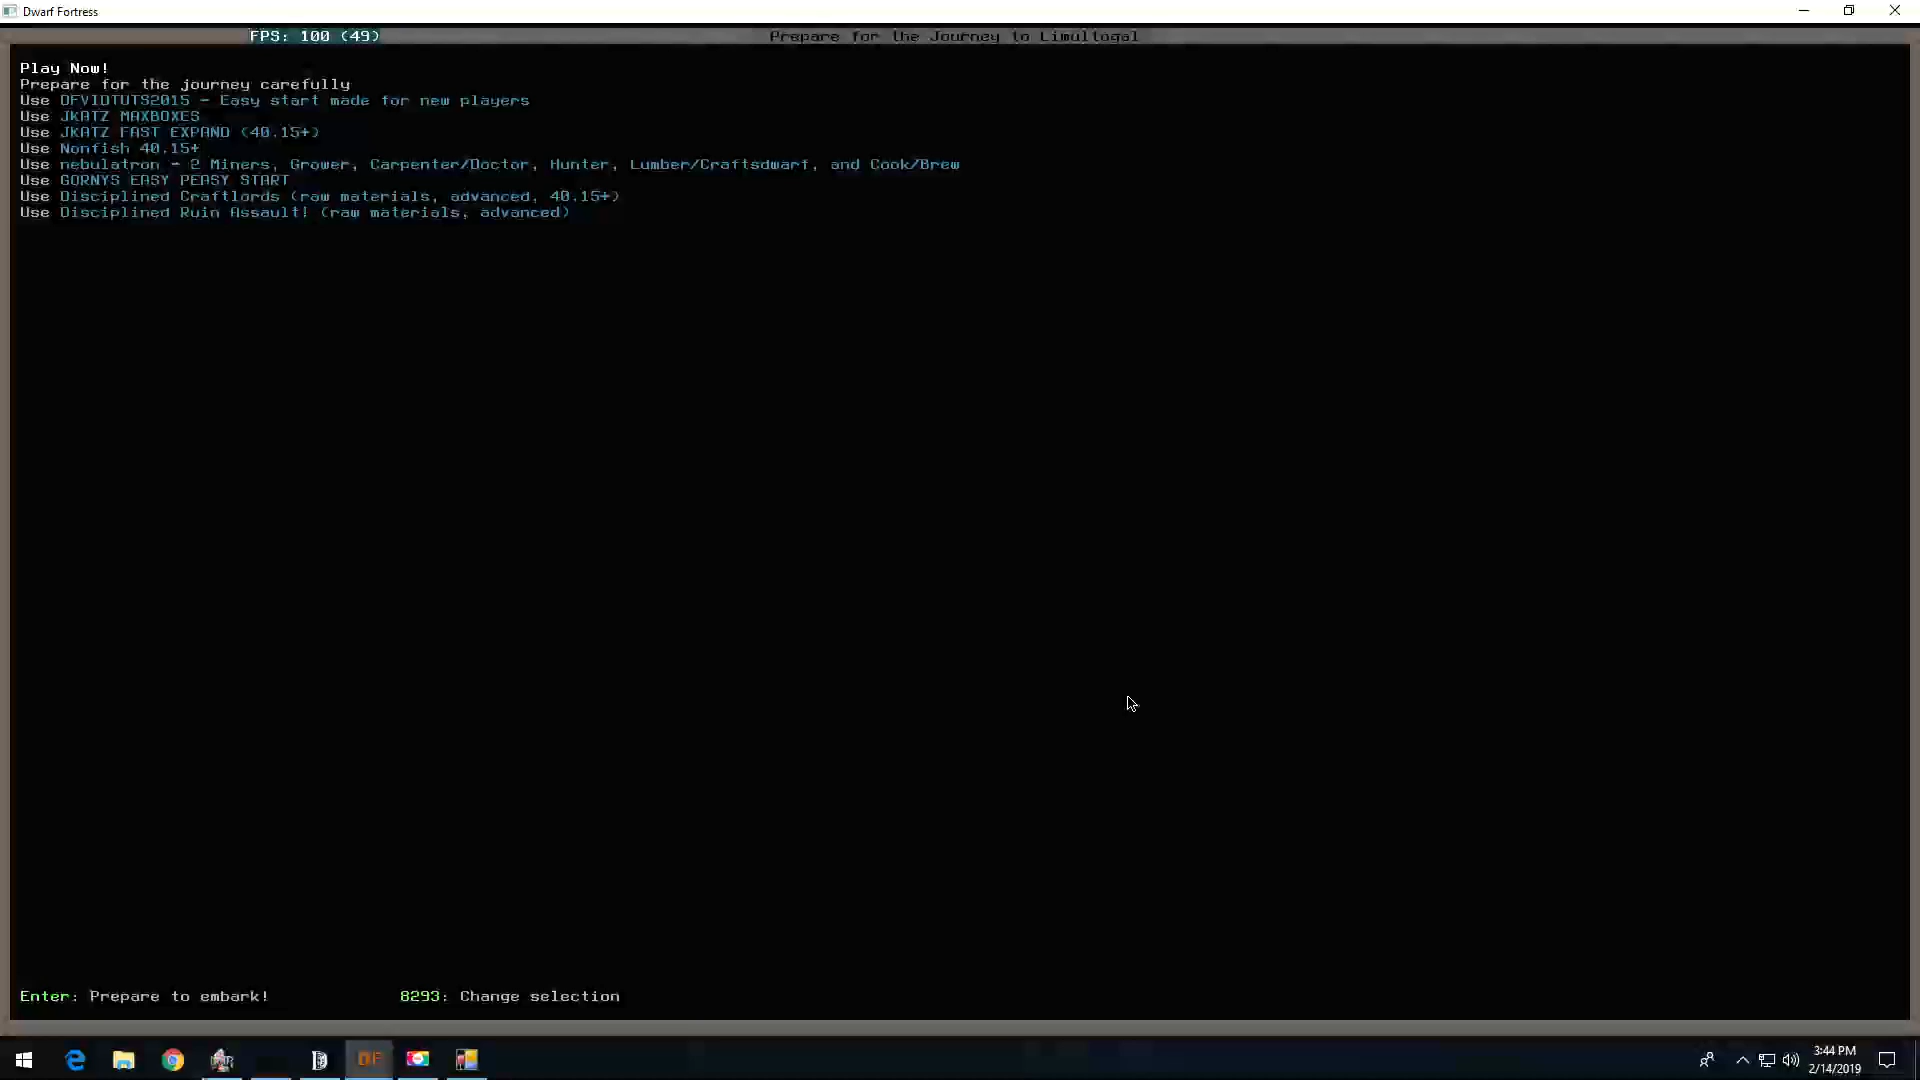 Dwarf Fortress
FPS: 100 (49)
Prepare for the Journey to Limultogal
Play Now!
Prepare for the journey carefully
Use DFVIDTUTS2015 - Easy start made for new players
Use JKATZ MAXBOXES
Use JKATZ FAST EXPAND (40.15+)
Use Nonfish 40.15+
Use nebulatron - 2 Miners, Grower, Carpenter/Doctor, Hunter, Lumber/Craftsdwarf, and Cook/Brew
Use GORNYS EASY PEASY START
Use Disciplined Craftlords (raw materials, advanced, 40.15+)
Use Disciplined Ruin Assault! (raw materials, advanced)
Enter: Prepare to embark!
8293: Change selection
DF
3:44 PM
2/14/2019